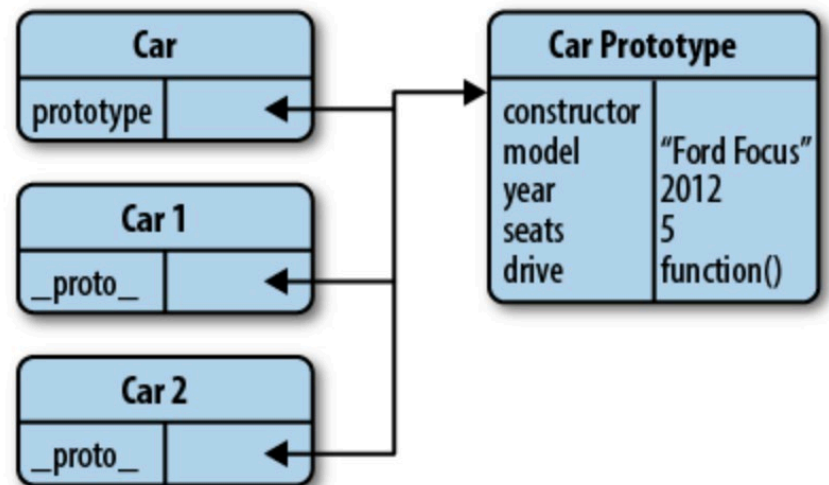 Car
prototype
Car 1
_proto_
Car 2
_proto_
Car Prototype
constructor
model “Ford Focus”
year 2012
seats 5
drive function()